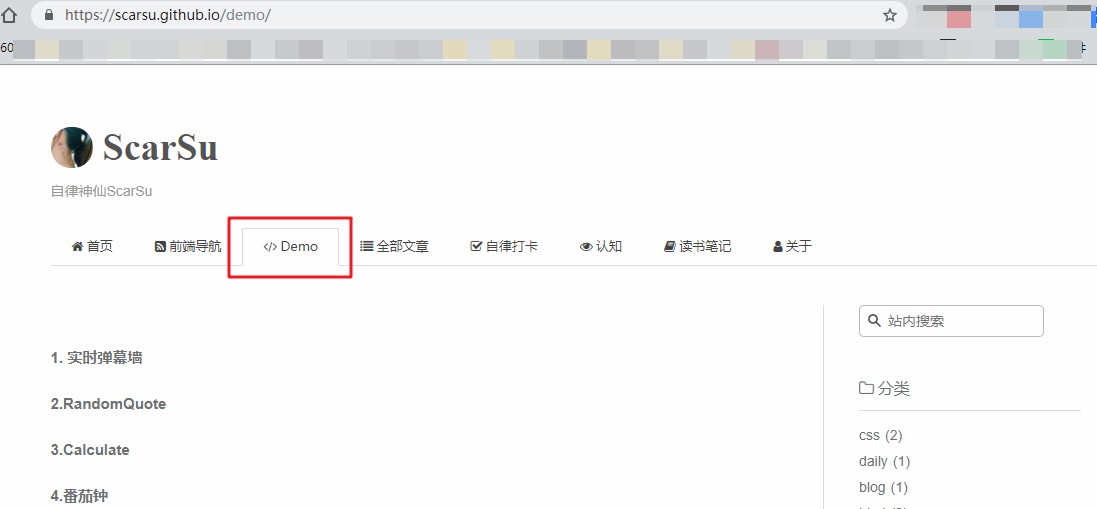 https://scarsu.github.io/demo/
60
ScarSu
自律神仙ScarSu
首页 前端导航 </> Demo 全部文章 自律打卡 认知 读书笔记 关于
站内搜索
1. 实时弹幕墙
分类
2.RandomQuote
css (2)
3.Calculate
daily (1)
blog (1)
4.番茄钟